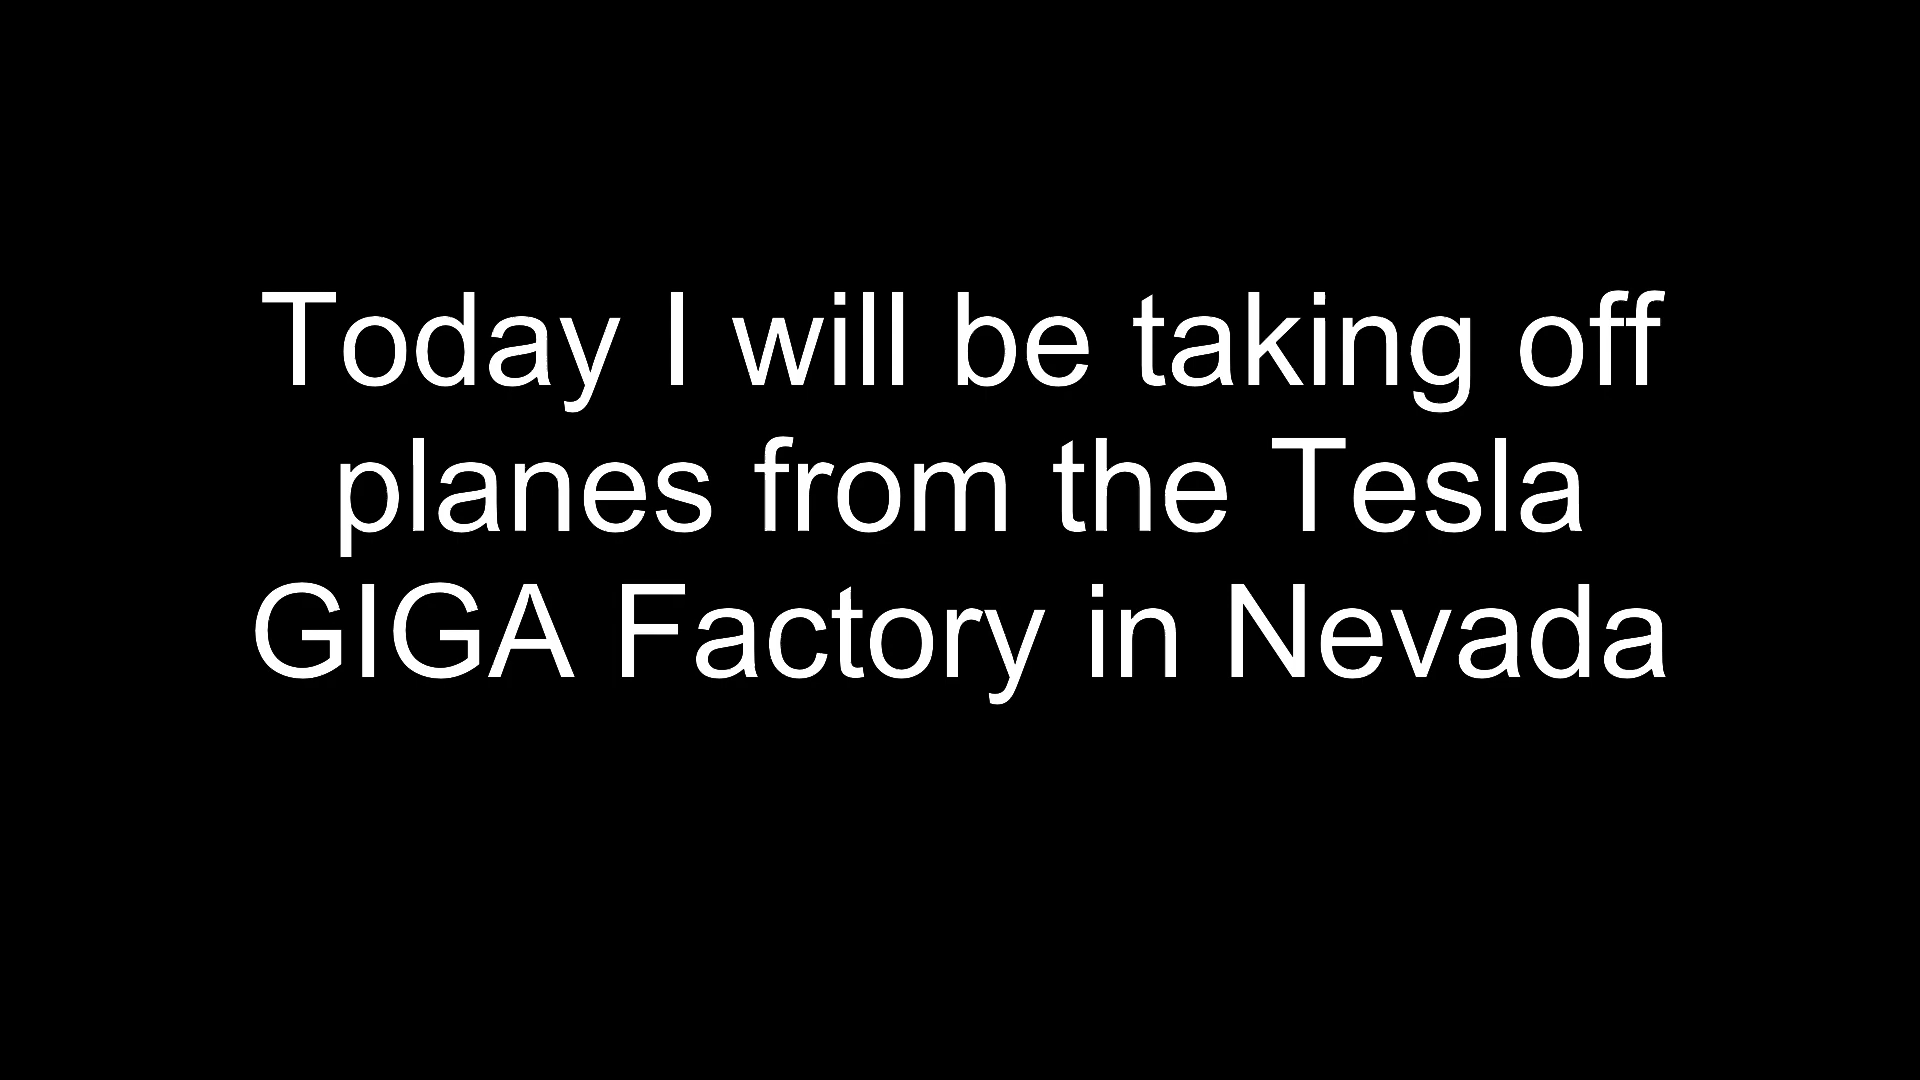 Today I will be taking off
planes from the Tesla
GIGA Factory in Nevada